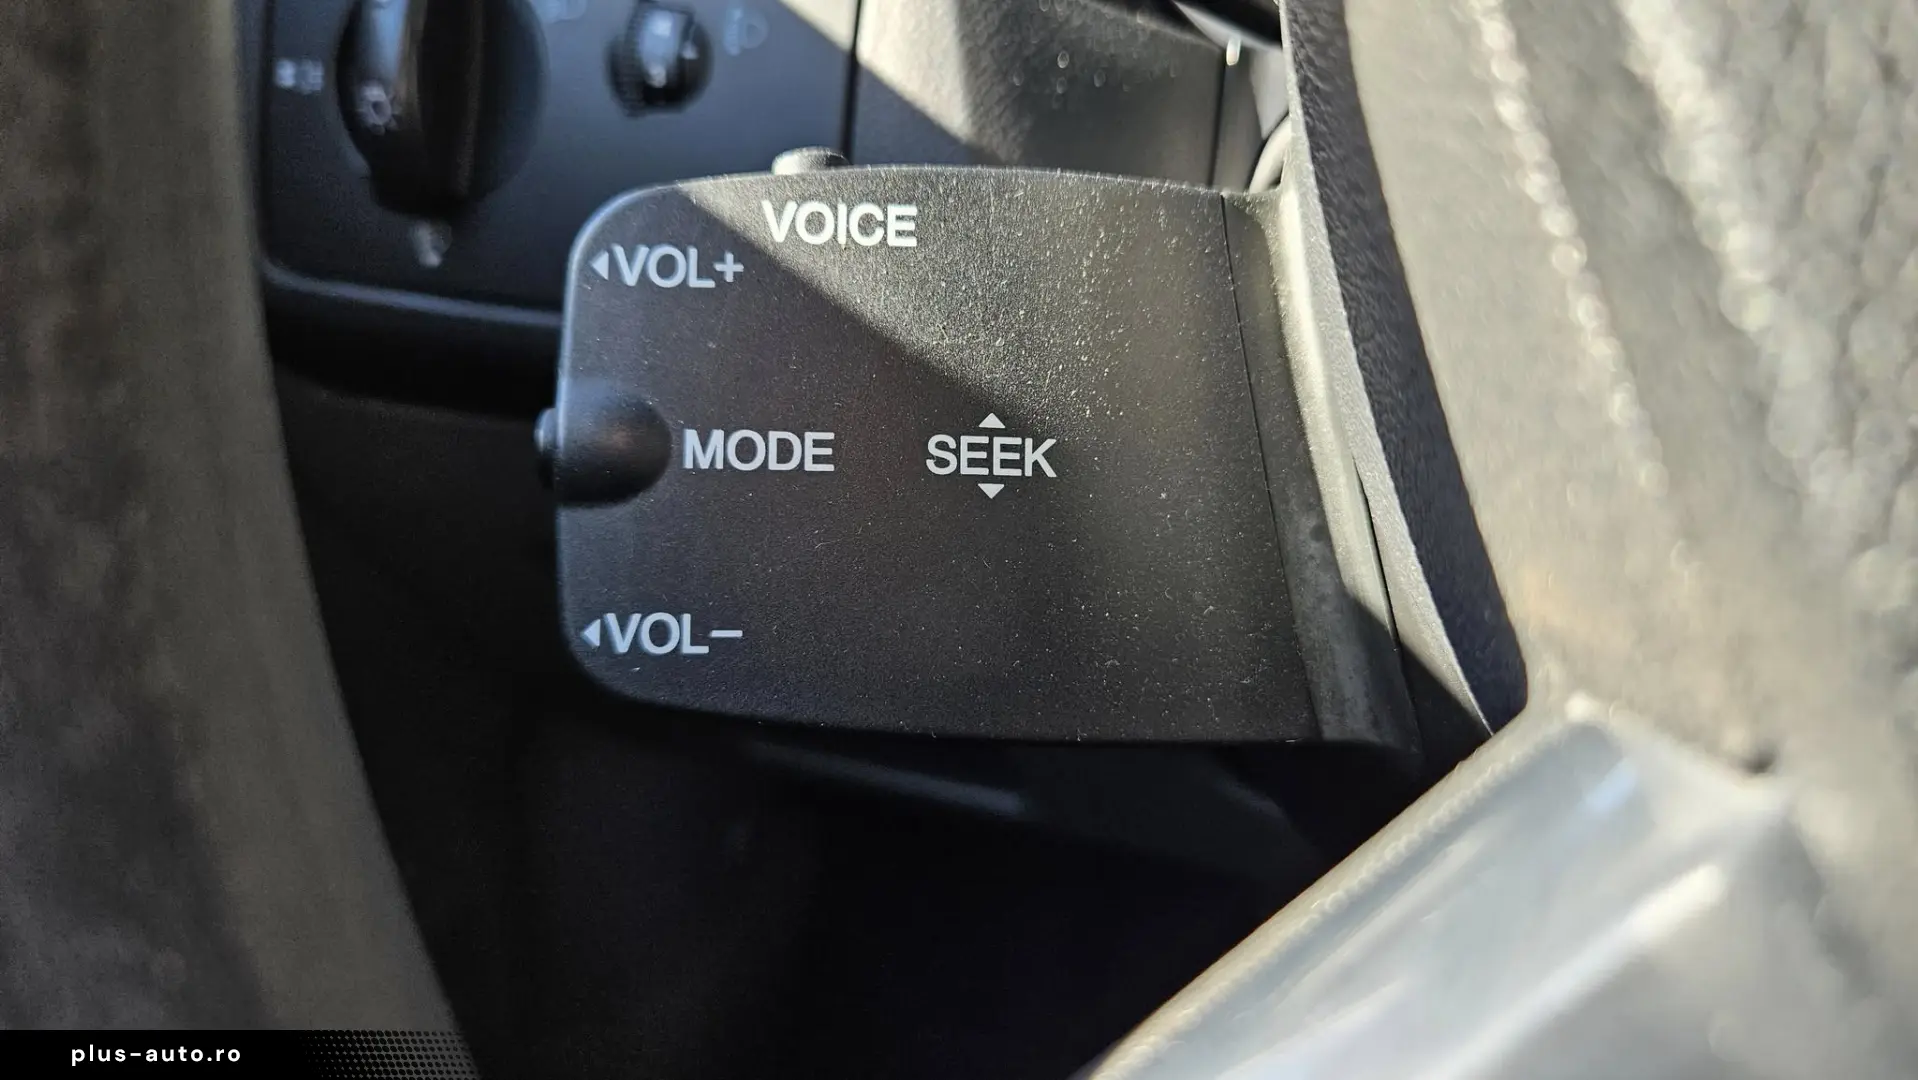 VOICE
◀VOL+
MODE
▲
SEEK
▼
◀VOL−
plus-auto.ro